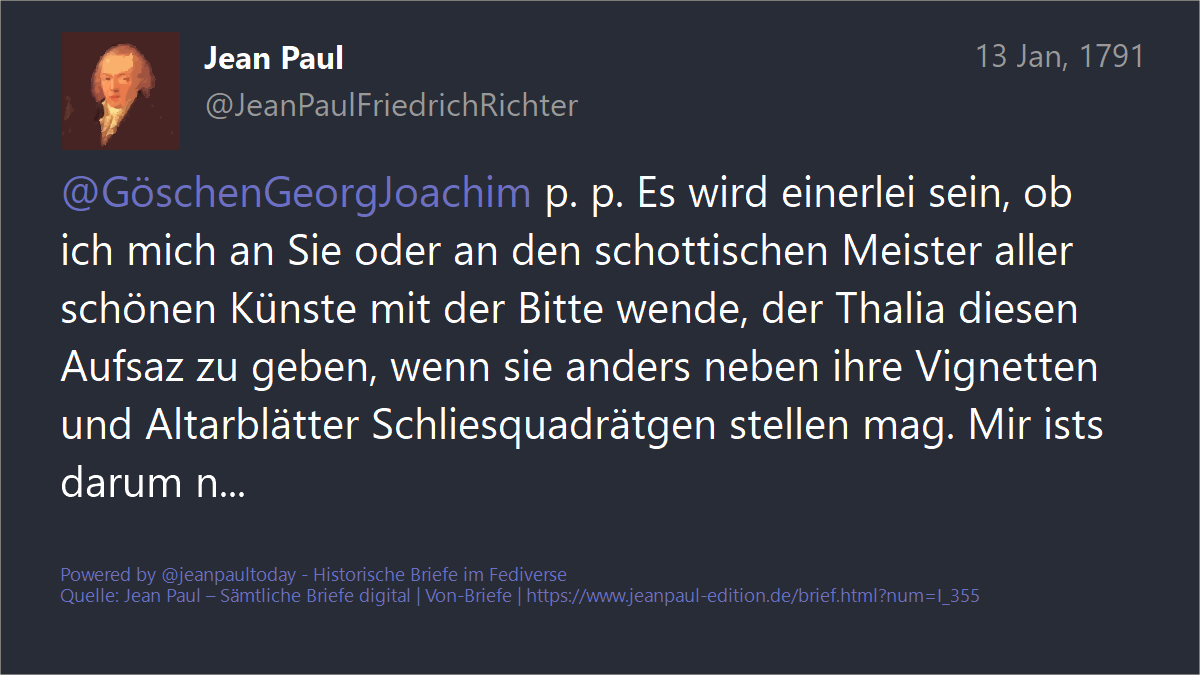 Jean Paul
13 Jan, 1791
@JeanPaulFriedrichRichter
@GöschenGeorgJoachim p. p. Es wird einerlei sein, ob
ich mich an Sie oder an den schottischen Meister aller
schönen Künste mit der Bitte wende, der Thalia diesen
Aufsaz zu geben, wenn sie anders neben ihre Vignetten
und Altarblätter Schliesquadrätgen stellen mag. Mir ists
darum n...
Powered by @jeanpaultoday - Historische Briefe im Fediverse
Quelle: Jean Paul – Sämtliche Briefe digital | Von-Briefe | https://www.jeanpaul-edition.de/brief.html?num=I_355